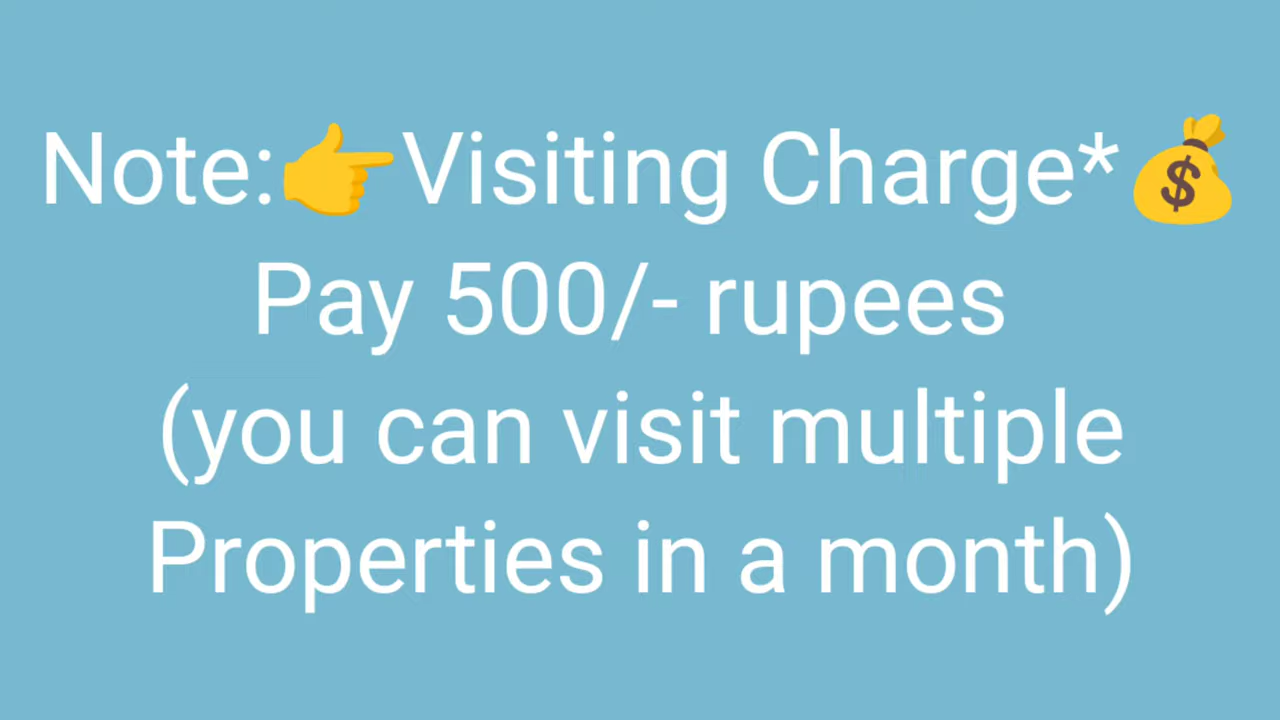 Note:👉Visiting Charge*💰
Pay 500/- rupees
(you can visit multiple
Properties in a month)